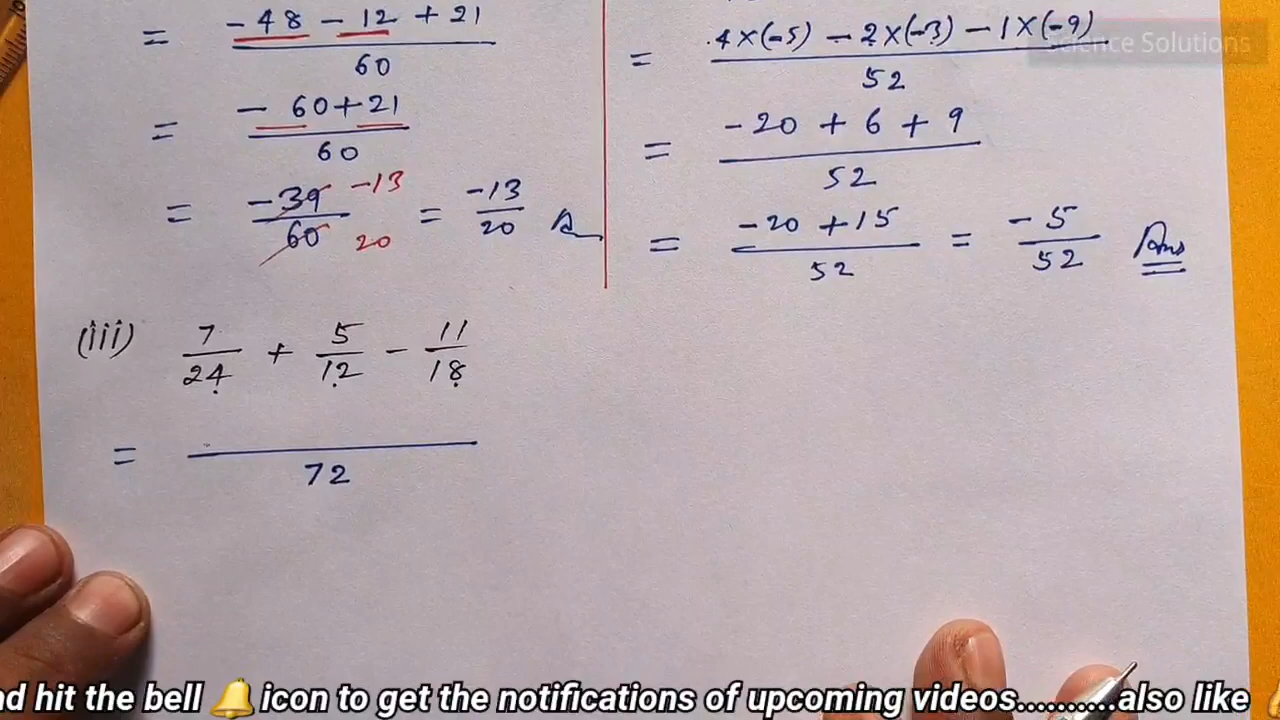 = (-48 - 12 + 21)/60
= (- 60 + 21)/60
= -39/60 -13 20 = -13/20 A
4×(-5) - 2×(-3) - 1×(-9)
= 52
Science Solutions
= (-20 + 6 + 9)/52
= (-20 + 15)/52 = -5/52 Ans
(iii) 7/24 + 5/12 - 11/18
= /72
nd hit the bell 🔔 icon to get the notifications of upcoming videos..........also like